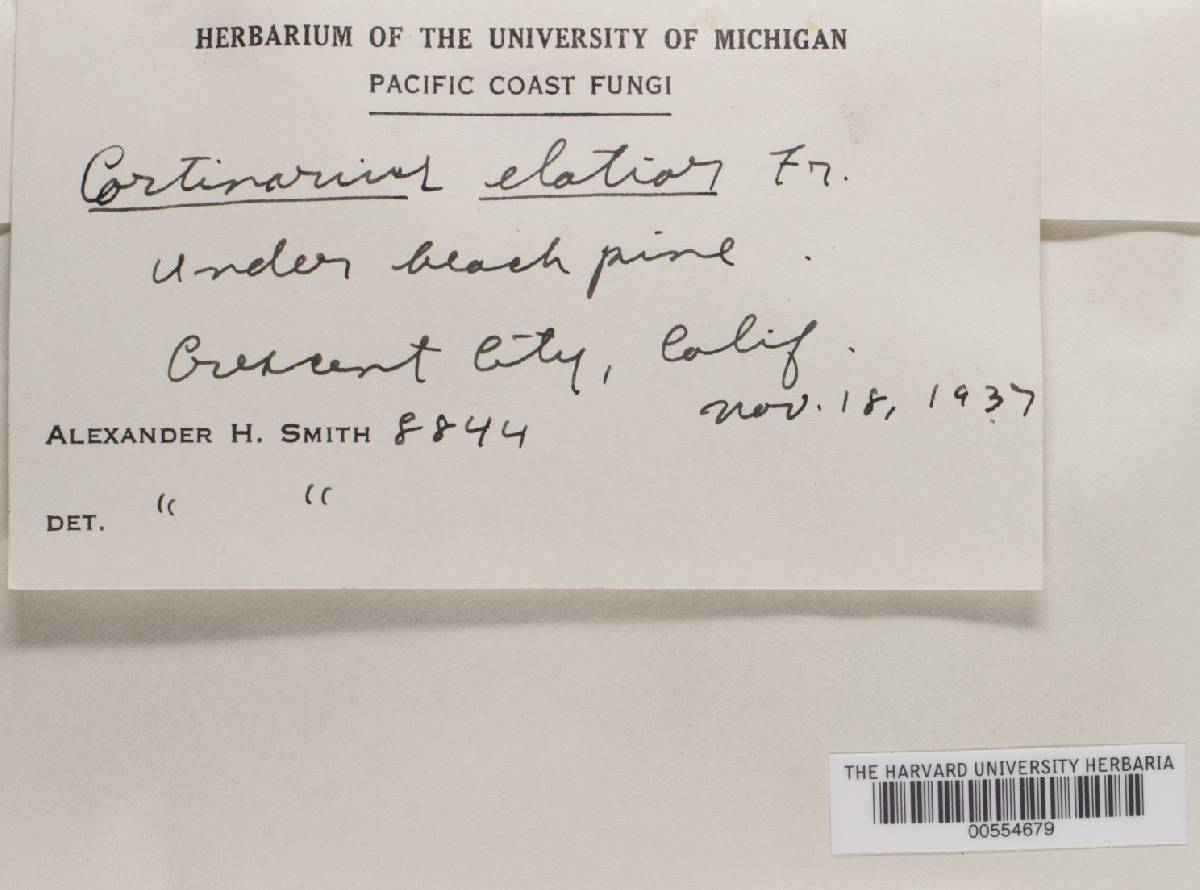 HERBARIUM OF THE UNIVERSITY OF MICHIGAN
PACIFIC COAST FUNGI
Cortinarius elatior Fr.
under beach pine.
Crescent City, Calif.
Nov. 18, 1937
ALEXANDER H. SMITH 8844
DET. " "
THE HARVARD UNIVERSITY HERBARIA
00554679